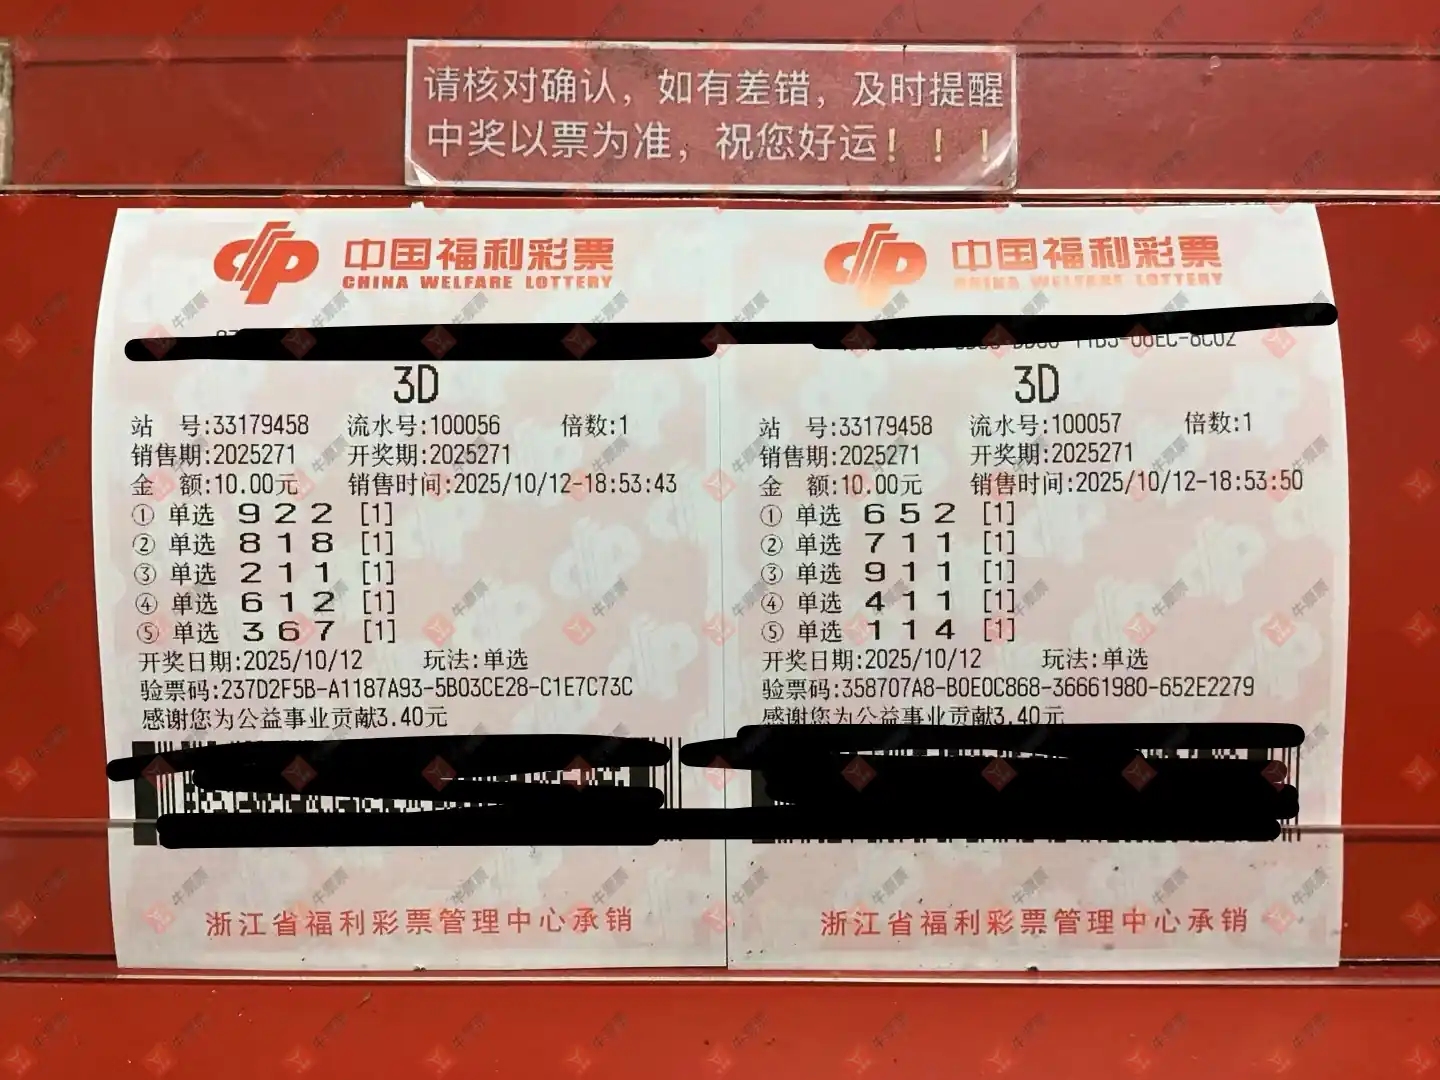 请核对确认，如有差错，及时提醒
中奖以票为准，祝您好运！！！
中国福利彩票
CHINA WELFARE LOTTERY
3D
站 号:33179458 流水号:100056 倍数:1
销售期:2025271 开奖期:2025271
金 额:10.00元 销售时间:2025/10/12-18:53:43
① 单选 9 2 2 [1]
② 单选 8 1 8 [1]
③ 单选 2 1 1 [1]
④ 单选 6 1 2 [1]
⑤ 单选 3 6 7 [1]
开奖日期:2025/10/12 玩法:单选
验票码:237D2F5B-A1187A93-5B03CE28-C1E7C73C
感谢您为公益事业贡献3.40元
浙江省福利彩票管理中心承销
中国福利彩票
CHINA WELFARE LOTTERY
3D
站 号:33179458 流水号:100057 倍数:1
销售期:2025271 开奖期:2025271
金 额:10.00元 销售时间:2025/10/12-18:53:50
① 单选 6 5 2 [1]
② 单选 7 1 1 [1]
③ 单选 9 1 1 [1]
④ 单选 4 1 1 [1]
⑤ 单选 1 1 4 [1]
开奖日期:2025/10/12 玩法:单选
验票码:358707A8-B0E0C868-36661980-652E2279
感谢您为公益事业贡献3.40元
浙江省福利彩票管理中心承销